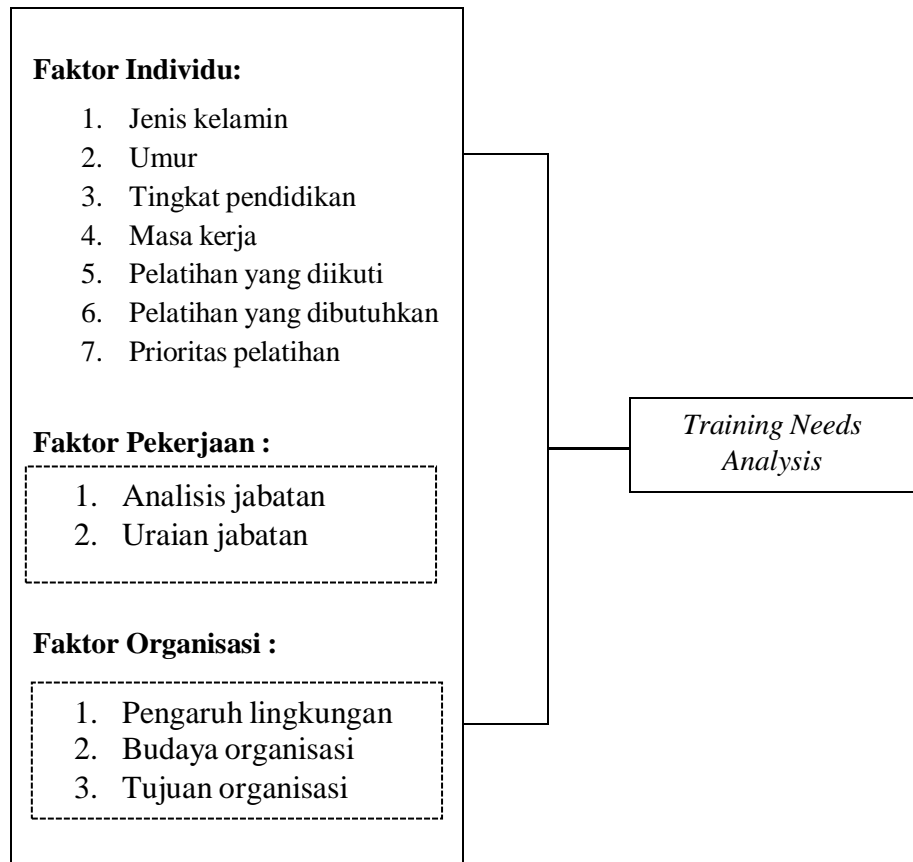 Faktor Individu:
1. Jenis kelamin
2. Umur
3. Tingkat pendidikan
4. Masa kerja
5. Pelatihan yang diikuti
6. Pelatihan yang dibutuhkan
7. Prioritas pelatihan
Faktor Pekerjaan :
1. Analisis jabatan
2. Uraian jabatan
Faktor Organisasi :
1. Pengaruh lingkungan
2. Budaya organisasi
3. Tujuan organisasi
Training Needs
Analysis